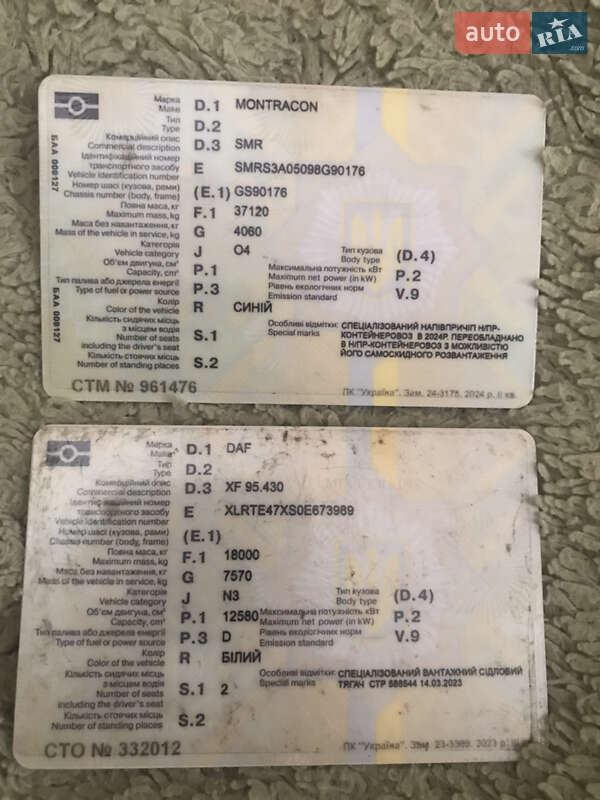 auto RIA .com
БАА 009127
БАА 009127
Марка
Make D.1 MONTRACON
Тип
Type D.2
Комерційний опис
Commercial description D.3 SMR
Ідентифікаційний номер
транспортного засобу
Vehicle identification number E SMRS3A05098G90176
Номер шасі (кузова, рами)
Chassis number (body, frame) (E.1) GS90176
Повна маса, кг
Maximum mass, kg F.1 37120
Маса без навантаження, кг
Mass of the vehicle in service, kg G 4060
Категорія
Vehicle category J O4
Тип кузова
Body type (D.4)
Об'єм двигуна, см³
Capacity, cm³ P.1
Максимальна потужність кВт
Maximum net power (in kW) P.2
Тип палива або джерела енергії
Type of fuel or power source P.3
Рівень екологічних норм
Emission standard V.9
Колір
Color of the vehicle R СИНІЙ
Кількість сидячих місць
з місцем водія
Number of seats
including the driver's seat S.1
Особливі відмітки:
Special marks
СПЕЦІАЛІЗОВАНИЙ НАПІВПРИЧІП Н/ПР-
КОНТЕЙНЕРОВОЗ В 2024Р. ПЕРЕОБЛАДНАНО
В Н/ПР-КОНТЕЙНЕРОВОЗ З МОЖЛИВІСТЮ
ЙОГО САМОСКИДНОГО РОЗВАНТАЖЕННЯ
Кількість стоячих місць
Number of standing places S.2
СТМ № 961476
ПК "Україна". Зам. 24-3175. 2024 р. II кв.
Марка
Make D.1 DAF
Тип
Type D.2
Комерційний опис
Commercial description D.3 XF 95.430
Ідентифікаційний номер
транспортного засобу
Vehicle identification number E XLRTE47XS0E673989
Номер шасі (кузова, рами)
Chassis number (body, frame) (E.1)
Повна маса, кг
Maximum mass, kg F.1 18000
Маса без навантаження, кг
Mass of the vehicle in service, kg G 7570
Категорія
Vehicle category J N3
Тип кузова
Body type (D.4)
Об'єм двигуна, см³
Capacity, cm³ P.1 12580
Максимальна потужність кВт
Maximum net power (in kW) P.2
Тип палива або джерела енергії
Type of fuel or power source P.3 D
Рівень екологічних норм
Emission standard V.9
Колір
Color of the vehicle R БІЛИЙ
Кількість сидячих місць
з місцем водія
Number of seats
including the driver's seat S.1 2
Особливі відмітки:
Special marks
СПЕЦІАЛІЗОВАНИЙ ВАНТАЖНИЙ СІДЛОВИЙ
ТЯГАЧ СТР 586544 14.03.2023
Кількість стоячих місць
Number of standing places S.2
СТО № 332012
ПК "Україна". Зам. 23-3389. 2023 р.